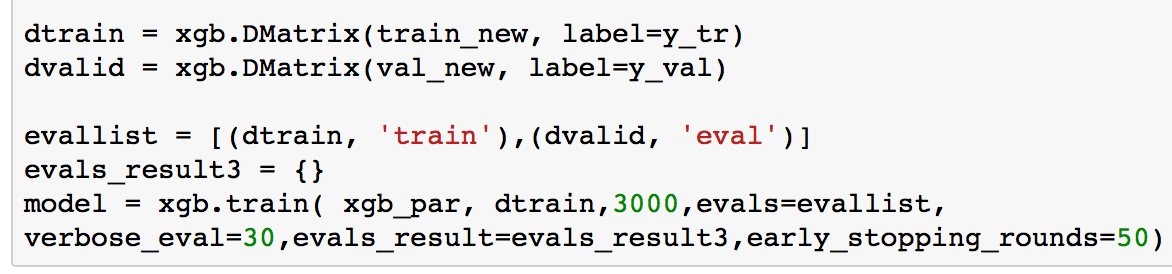 dtrain = xgb.DMatrix(train_new, label=y_tr)
dvalid = xgb.DMatrix(val_new, label=y_val)
evallist = [(dtrain, 'train'),(dvalid, 'eval')]
evals_result3 = {}
model = xgb.train( xgb_par, dtrain,3000,evals=evallist,
verbose_eval=30,evals_result=evals_result3,early_stopping_rounds=50)